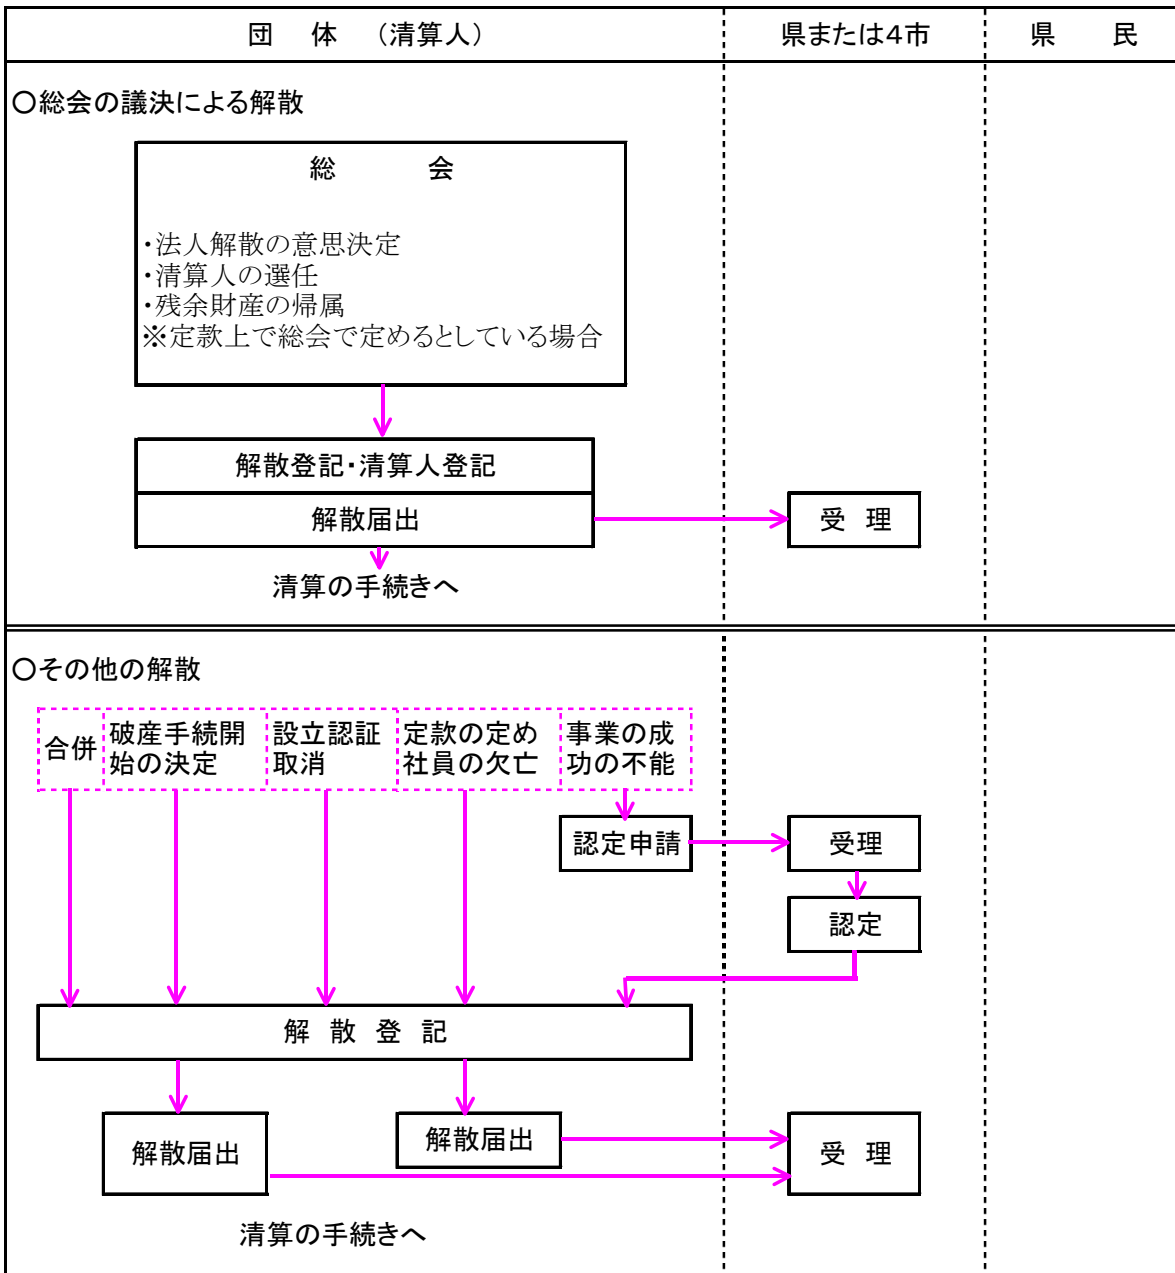 団 体 （清算人）
県または４市
県 民
〇総会の議決による解散
総 会
・法人解散の意思決定
・清算人の選任
・残余財産の帰属
※定款上で総会で定めるとしている場合
解散登記・清算人登記
解散届出
受 理
清算の手続きへ
〇その他の解散
合併
破産手続開
始の決定
設立認証
取消
定款の定め
社員の欠亡
事業の成
功の不能
認定申請
受理
認定
解 散 登 記
解散届出
解散届出
受 理
清算の手続きへ